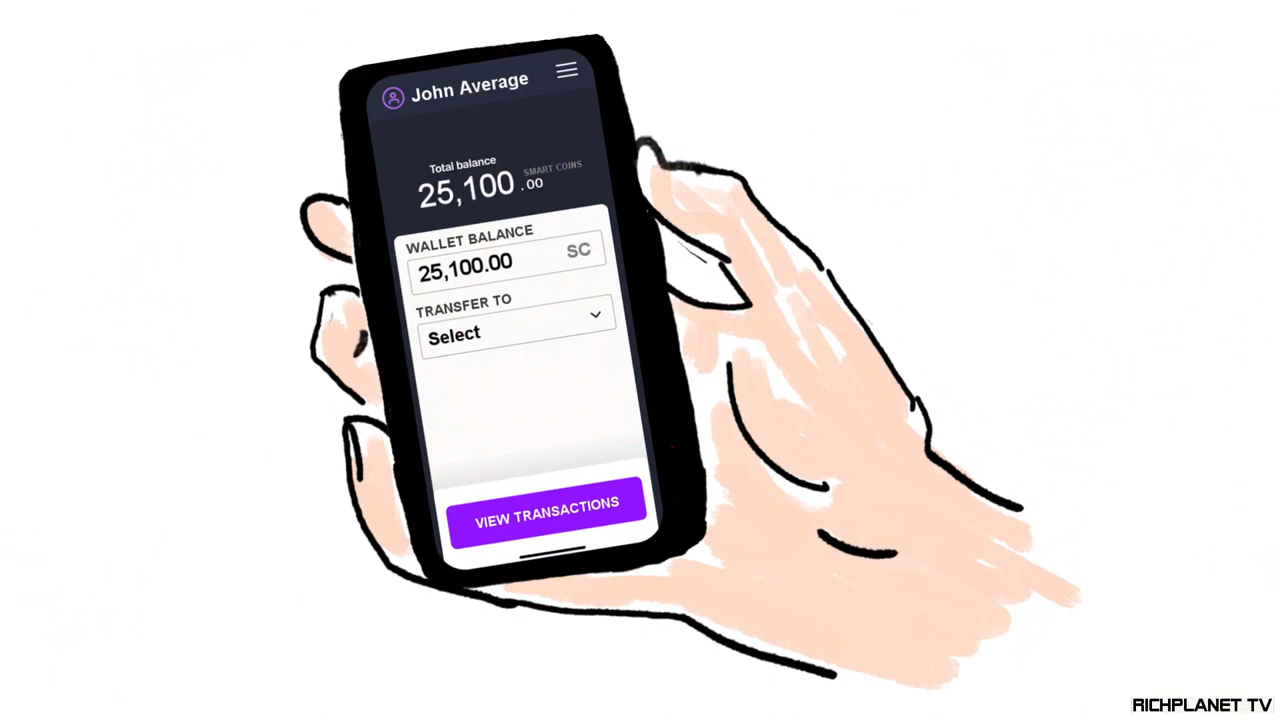 John Average
Total balance
25,100 .00 SMART COINS
WALLET BALANCE
25,100.00 SC
TRANSFER TO
Select
VIEW TRANSACTIONS
RICHPLANET TV